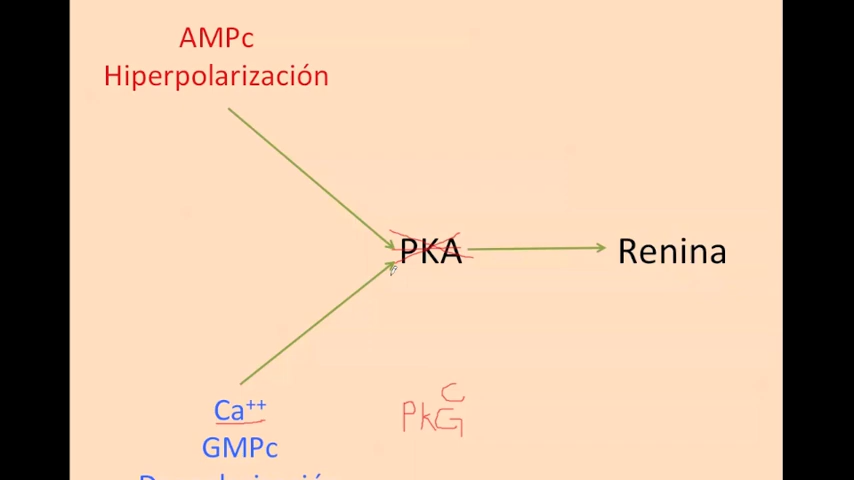 AMPc
Hiperpolarización
PKA
Renina
C
PkG
Ca⁺⁺
GMPc